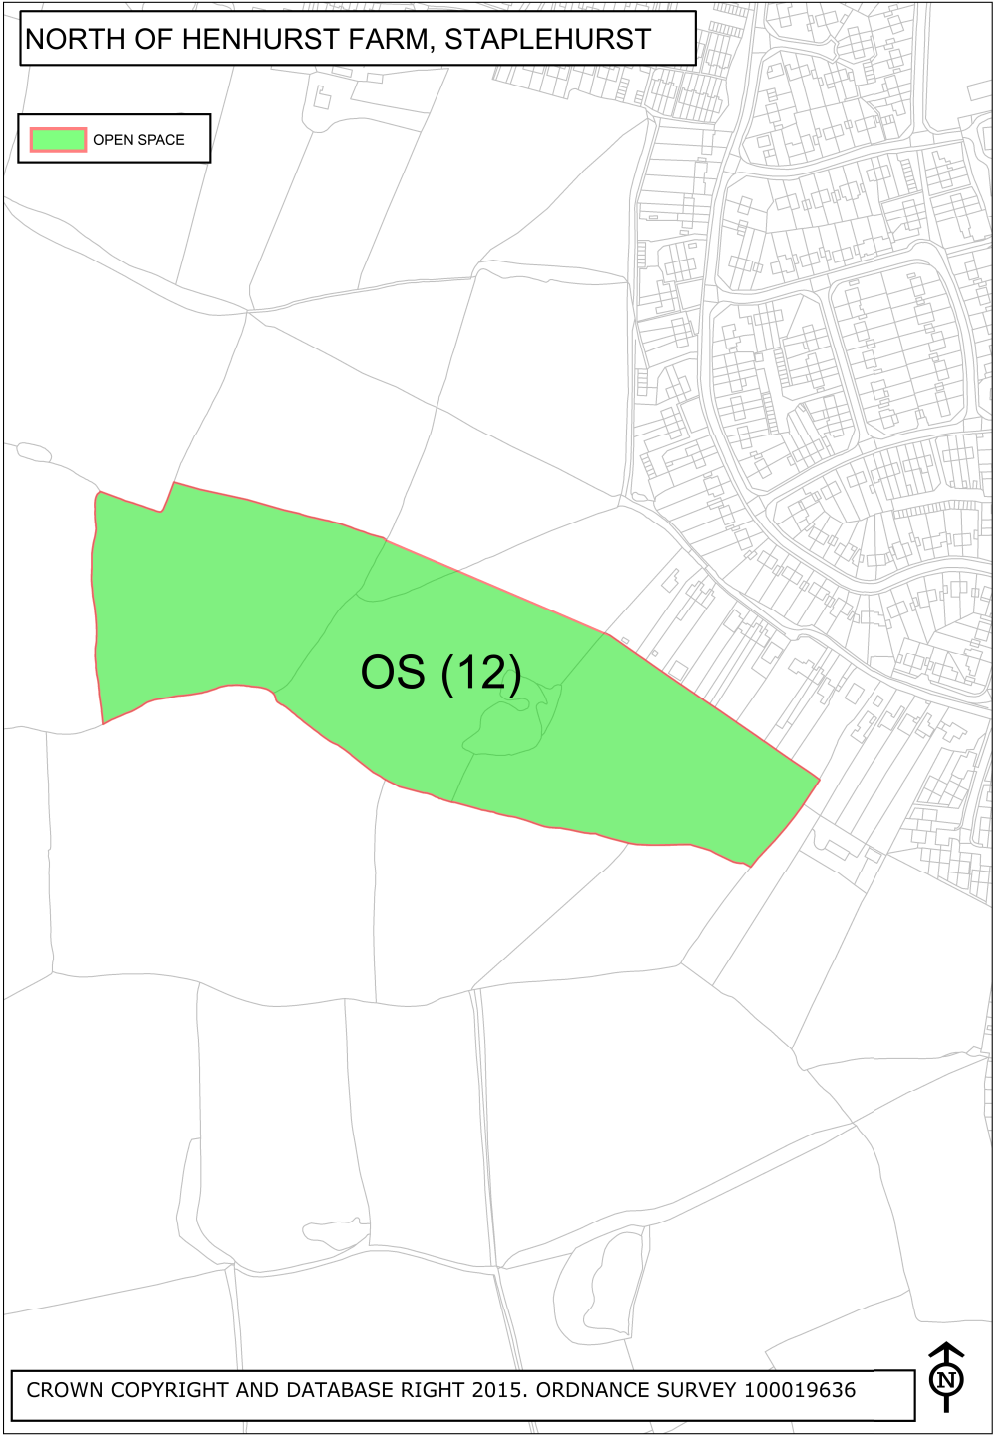 NORTH OF HENHURST FARM, STAPLEHURST
OPEN SPACE
OS (12)
CROWN COPYRIGHT AND DATABASE RIGHT 2015. ORDNANCE SURVEY 100019636
N